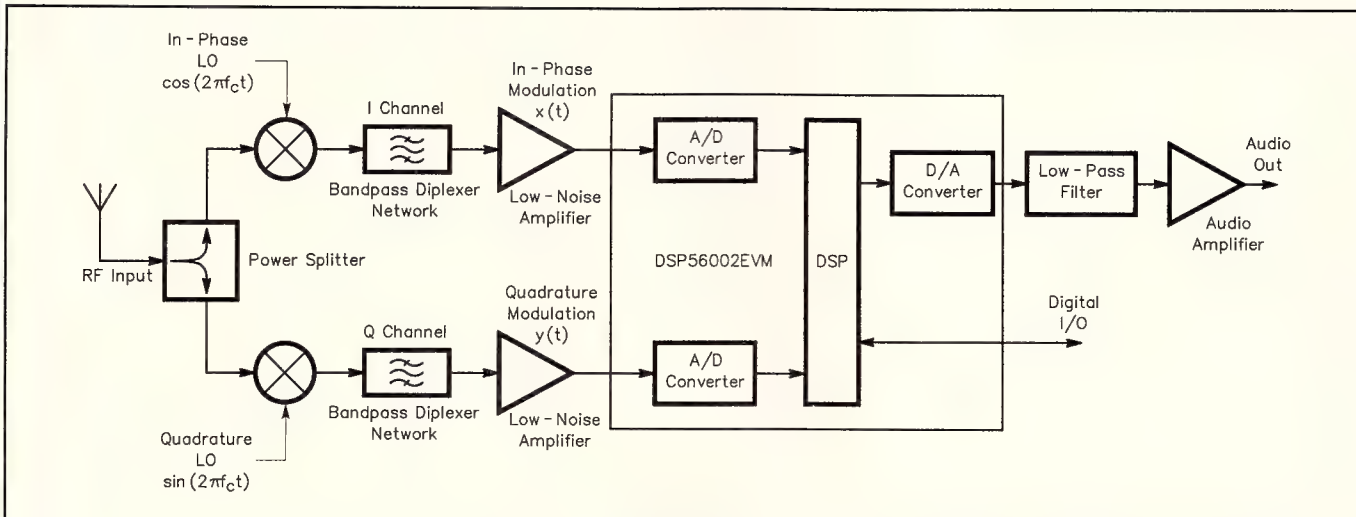 In-Phase
LO
cos (2πf_ct)
I Channel
Bandpass Diplexer
Network
In-Phase
Modulation
x(t)
Low-Noise
Amplifier
A/D
Converter
D/A
Converter
Low-Pass
Filter
Audio
Out
Audio
Amplifier
RF Input
Power Splitter
DSP56002EVM
DSP
Digital
I/O
Quadrature
LO
sin (2πf_ct)
Q Channel
Bandpass Diplexer
Network
Quadrature
Modulation
y(t)
Low-Noise
Amplifier
A/D
Converter